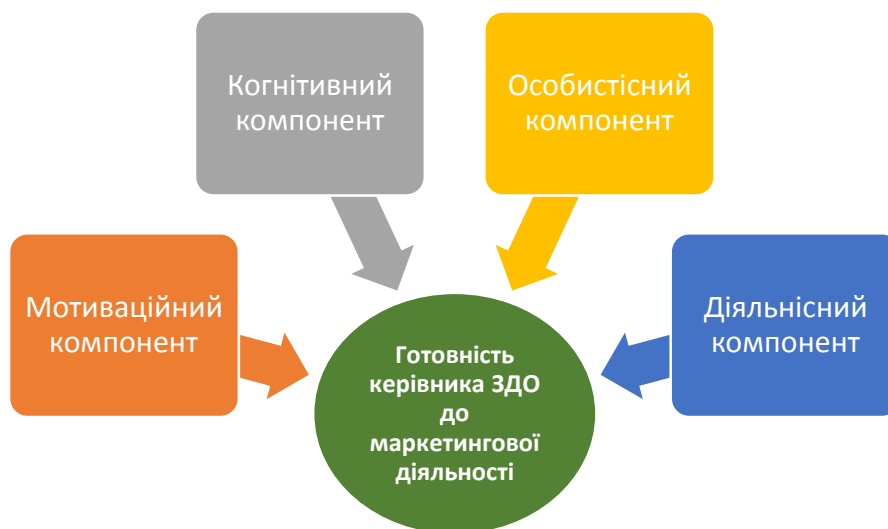 Когнітивний
компонент
Особистісний
компонент
Мотиваційний
компонент
Діяльнісний
компонент
Готовність
керівника ЗДО
до
маркетингової
діяльності